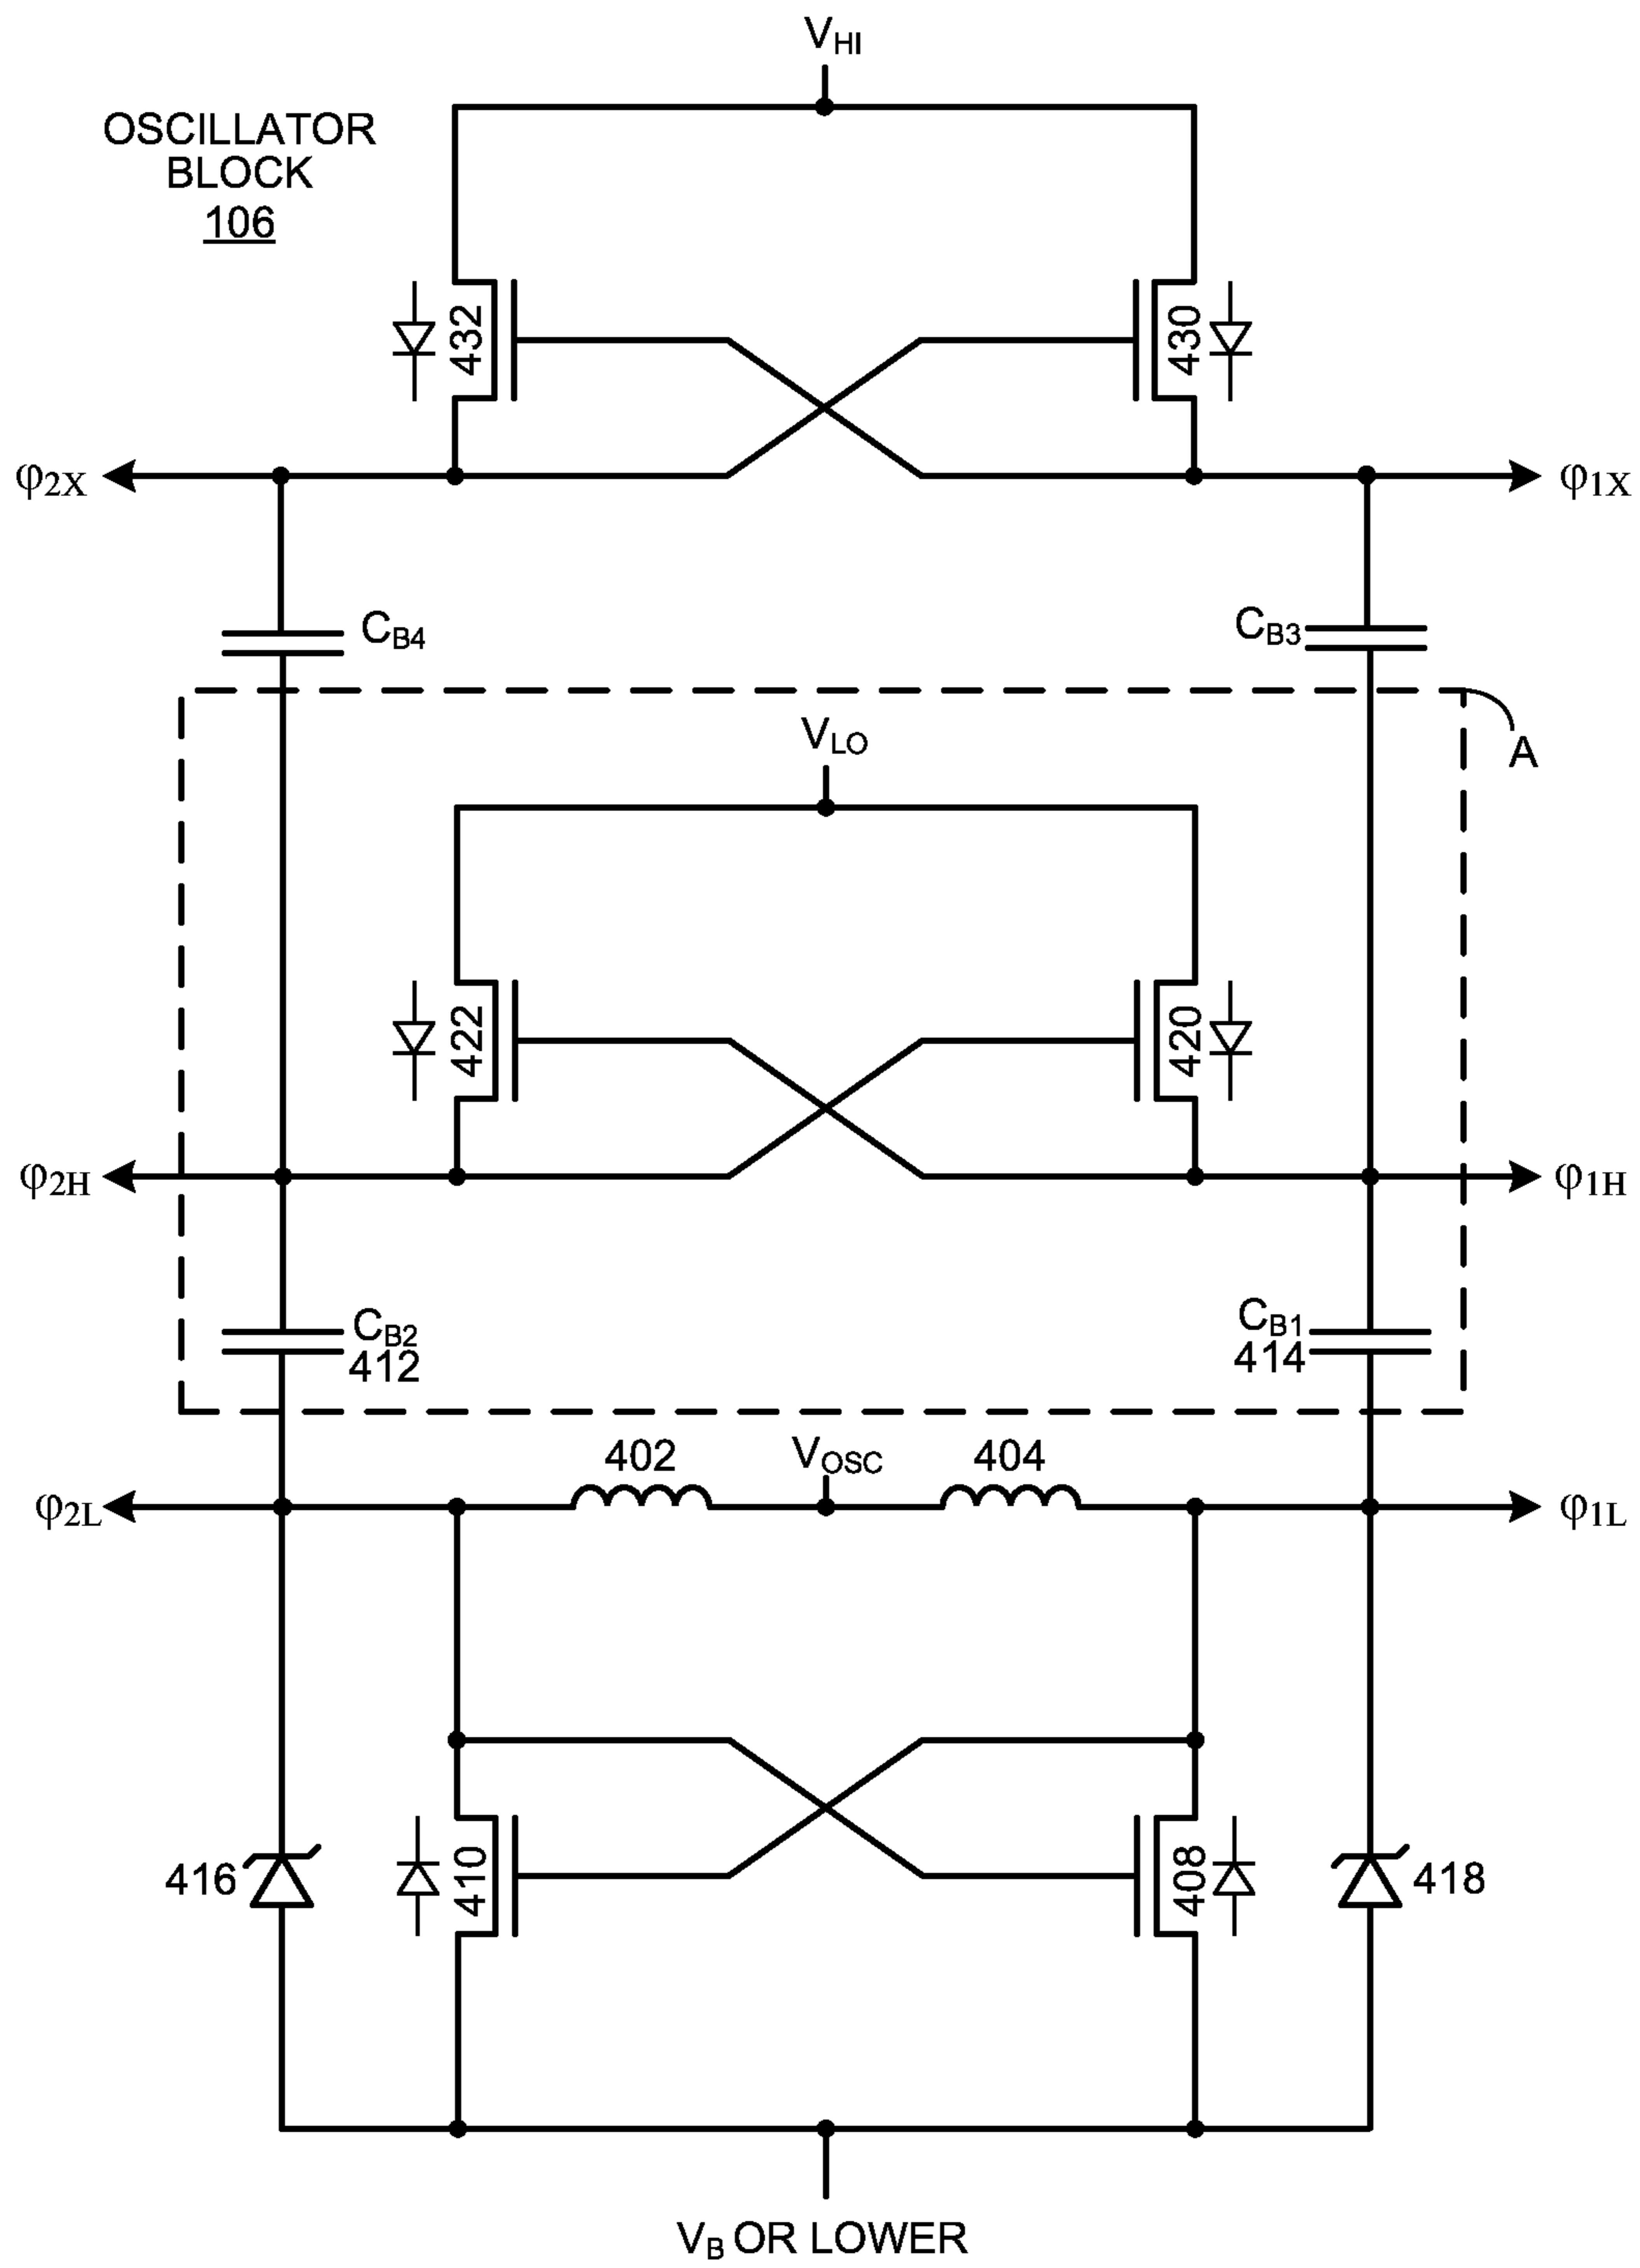 V_HI
OSCILLATOR
BLOCK
106
432
430
φ2X
φ1X
C_B4
C_B3
V_LO
A
422
420
φ2H
φ1H
C_B2
412
C_B1
414
402
V_OSC
404
φ2L
φ1L
416
410
408
418
V_B OR LOWER